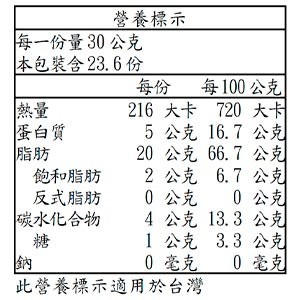 營養標示
每一份量 30 公克
本包裝含 23.6 份
每份 每 100 公克
熱量 216 大卡 720 大卡
蛋白質 5 公克 16.7 公克
脂肪 20 公克 66.7 公克
飽和脂肪 2 公克 6.7 公克
反式脂肪 0 公克 0 公克
碳水化合物 4 公克 13.3 公克
糖 1 公克 3.3 公克
鈉 0 毫克 0 毫克
此營養標示適用於台灣